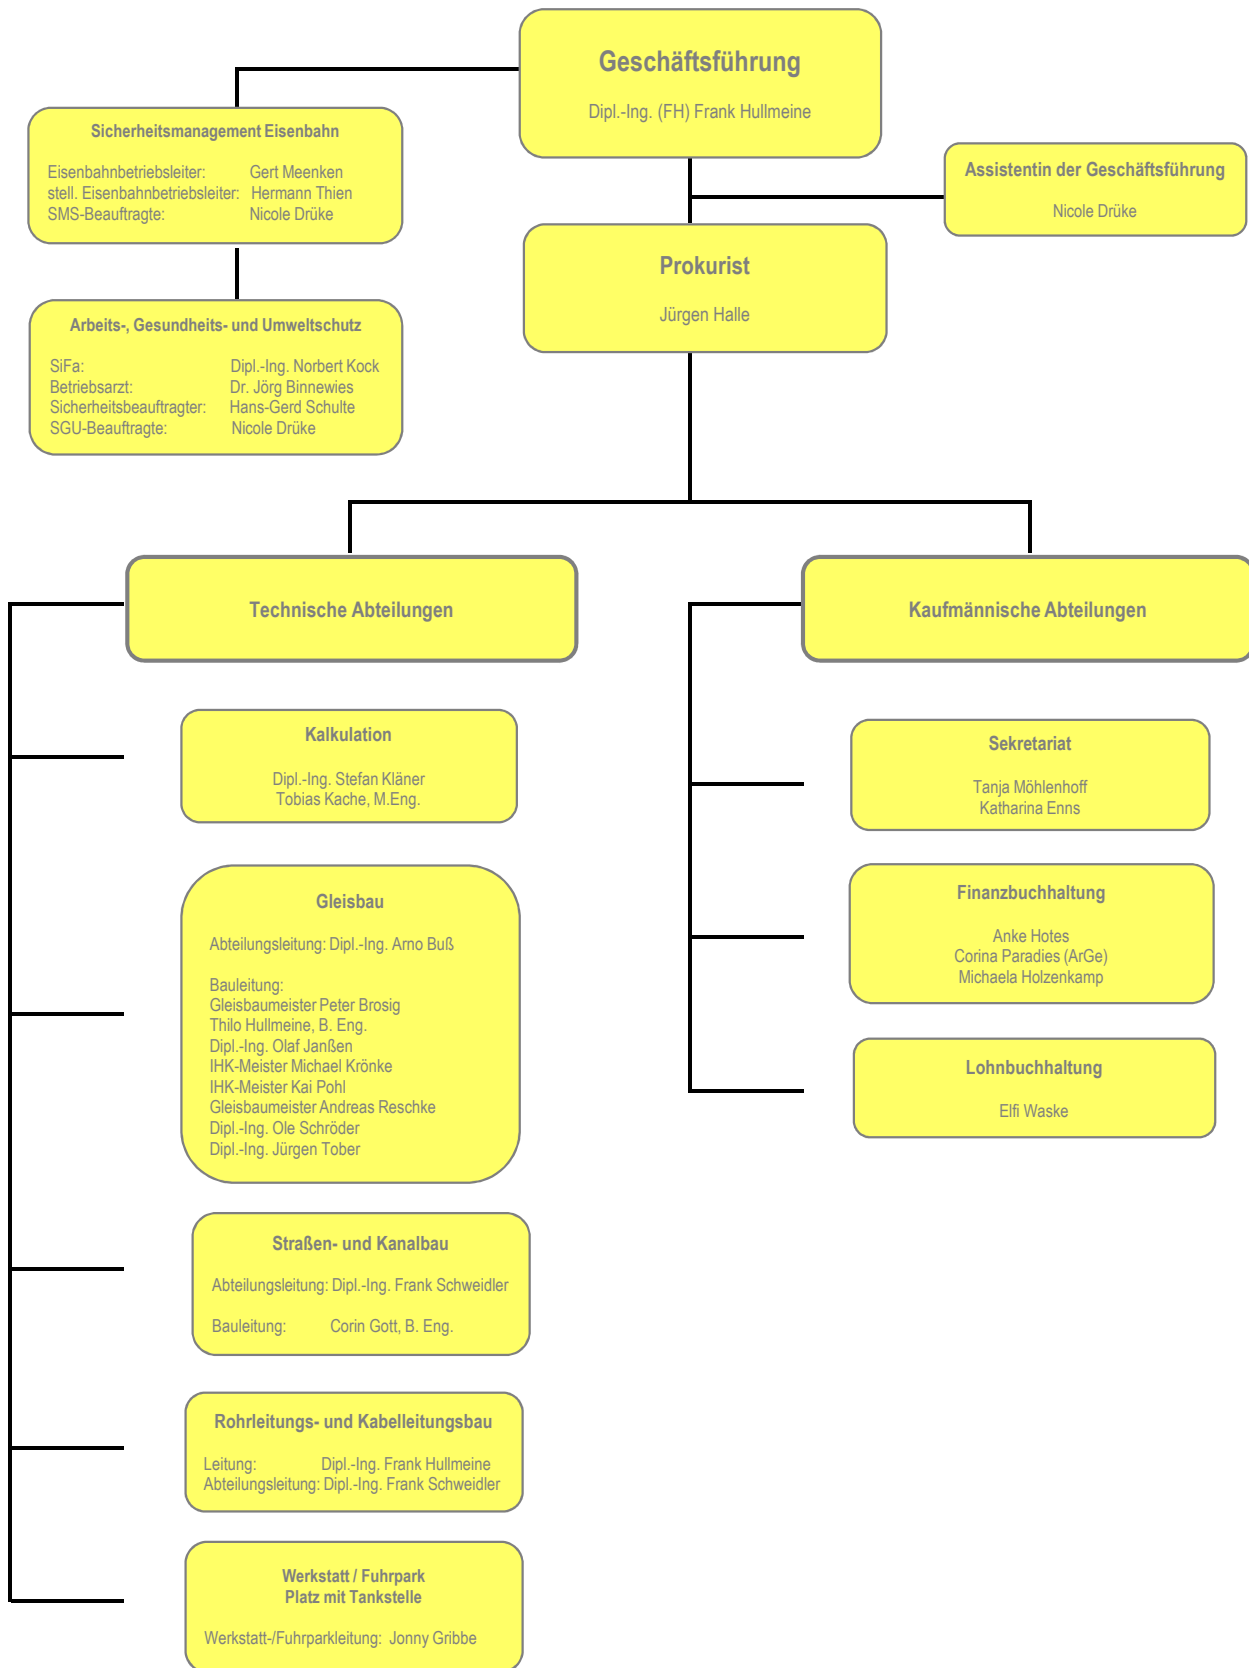 Geschäftsführung
Dipl.-Ing. (FH) Frank Hullmeine
Sicherheitsmanagement Eisenbahn
Eisenbahnbetriebsleiter: Gert Meenken
stell. Eisenbahnbetriebsleiter: Hermann Thien
SMS-Beauftragte: Nicole Drüke
Assistentin der Geschäftsführung
Nicole Drüke
Prokurist
Jürgen Halle
Arbeits-, Gesundheits- und Umweltschutz
SiFa: Dipl.-Ing. Norbert Kock
Betriebsarzt: Dr. Jörg Binnewies
Sicherheitsbeauftragter: Hans-Gerd Schulte
SGU-Beauftragte: Nicole Drüke
Technische Abteilungen
Kalkulation
Dipl.-Ing. Stefan Kläner
Tobias Kache, M.Eng.
Gleisbau
Abteilungsleitung: Dipl.-Ing. Arno Buß
Bauleitung:
Gleisbaumeister Peter Brosig
Thilo Hullmeine, B. Eng.
Dipl.-Ing. Olaf Janßen
IHK-Meister Michael Krönke
IHK-Meister Kai Pohl
Gleisbaumeister Andreas Reschke
Dipl.-Ing. Ole Schröder
Dipl.-Ing. Jürgen Tober
Straßen- und Kanalbau
Abteilungsleitung: Dipl.-Ing. Frank Schweidler
Bauleitung: Corin Gott, B. Eng.
Rohrleitungs- und Kabelleitungsbau
Leitung: Dipl.-Ing. Frank Hullmeine
Abteilungsleitung: Dipl.-Ing. Frank Schweidler
Werkstatt / Fuhrpark
Platz mit Tankstelle
Werkstatt-/Fuhrparkleitung: Jonny Gribbe
Kaufmännische Abteilungen
Sekretariat
Tanja Möhlenhoff
Katharina Enns
Finanzbuchhaltung
Anke Hotes
Corina Paradies (ArGe)
Michaela Holzenkamp
Lohnbuchhaltung
Elfi Waske